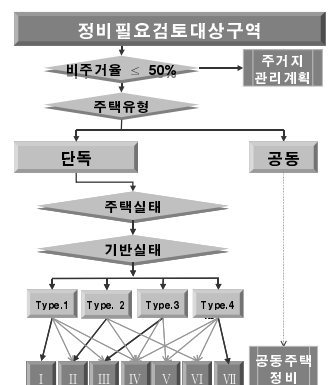 정비필요검토대상구역
비주거율 ≤ 50%
주거지
관리계획
주택유형
단독
공동
주택실태
기반실태
Type.1
Type. 2
Type.3
Type.4
공동주택
정비
Ⅰ
Ⅱ
Ⅲ
Ⅳ
Ⅴ
Ⅵ
Ⅶ